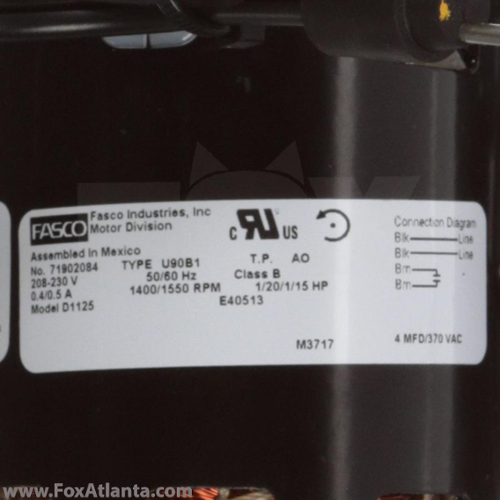 FASCO
Fasco Industries, Inc
Motor Division
Assembled in Mexico
No. 71902084 TYPE U90B1 T.P. AO
208-230 V 50/60 Hz Class B
0.4/0.5 A 1400/1550 RPM 1/20/1/15 HP
Model D1125 E40513
C RU US
Connection Diagram
Blk Line
Blk Line
Brn
Brn
M3717 4 MFD/370 VAC
FOX
www.FoxAtlanta.com